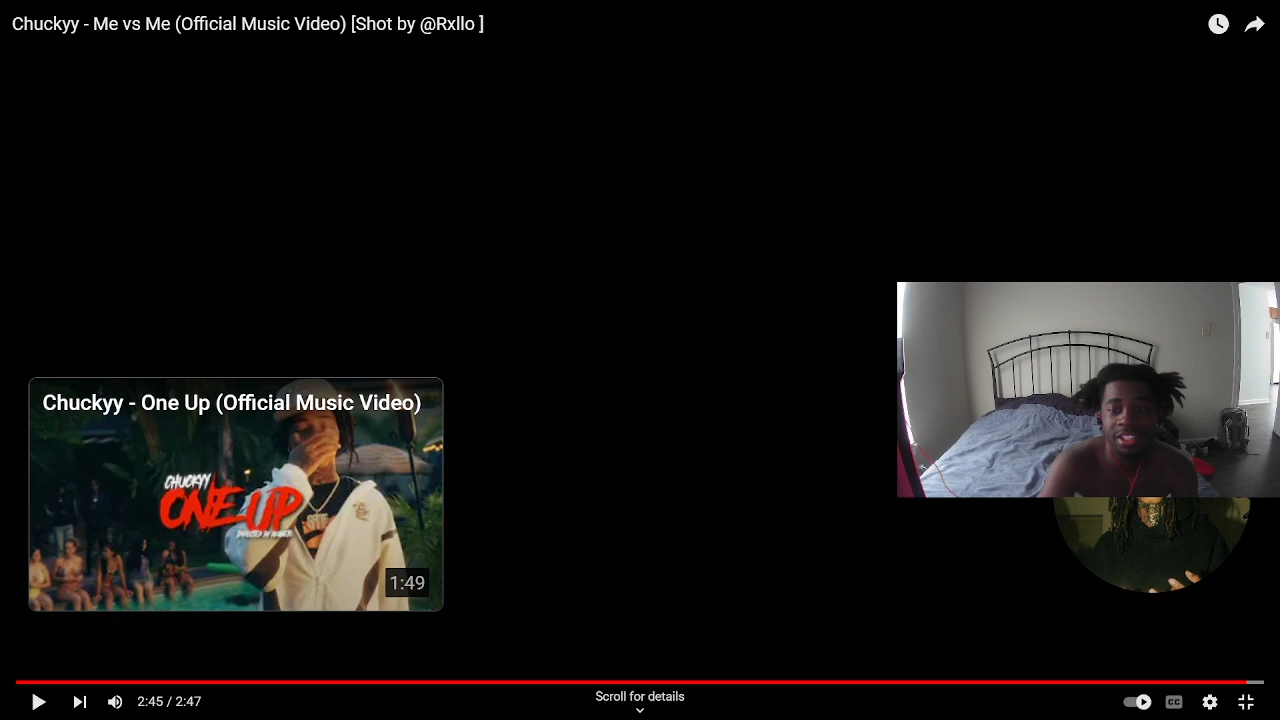 Chuckyy - Me vs Me (Official Music Video) [Shot by @Rxllo ]
Chuckyy - One Up (Official Music Video)
CHUCKYY
ONE UP
1:49
2:45 / 2:47
Scroll for details
CC